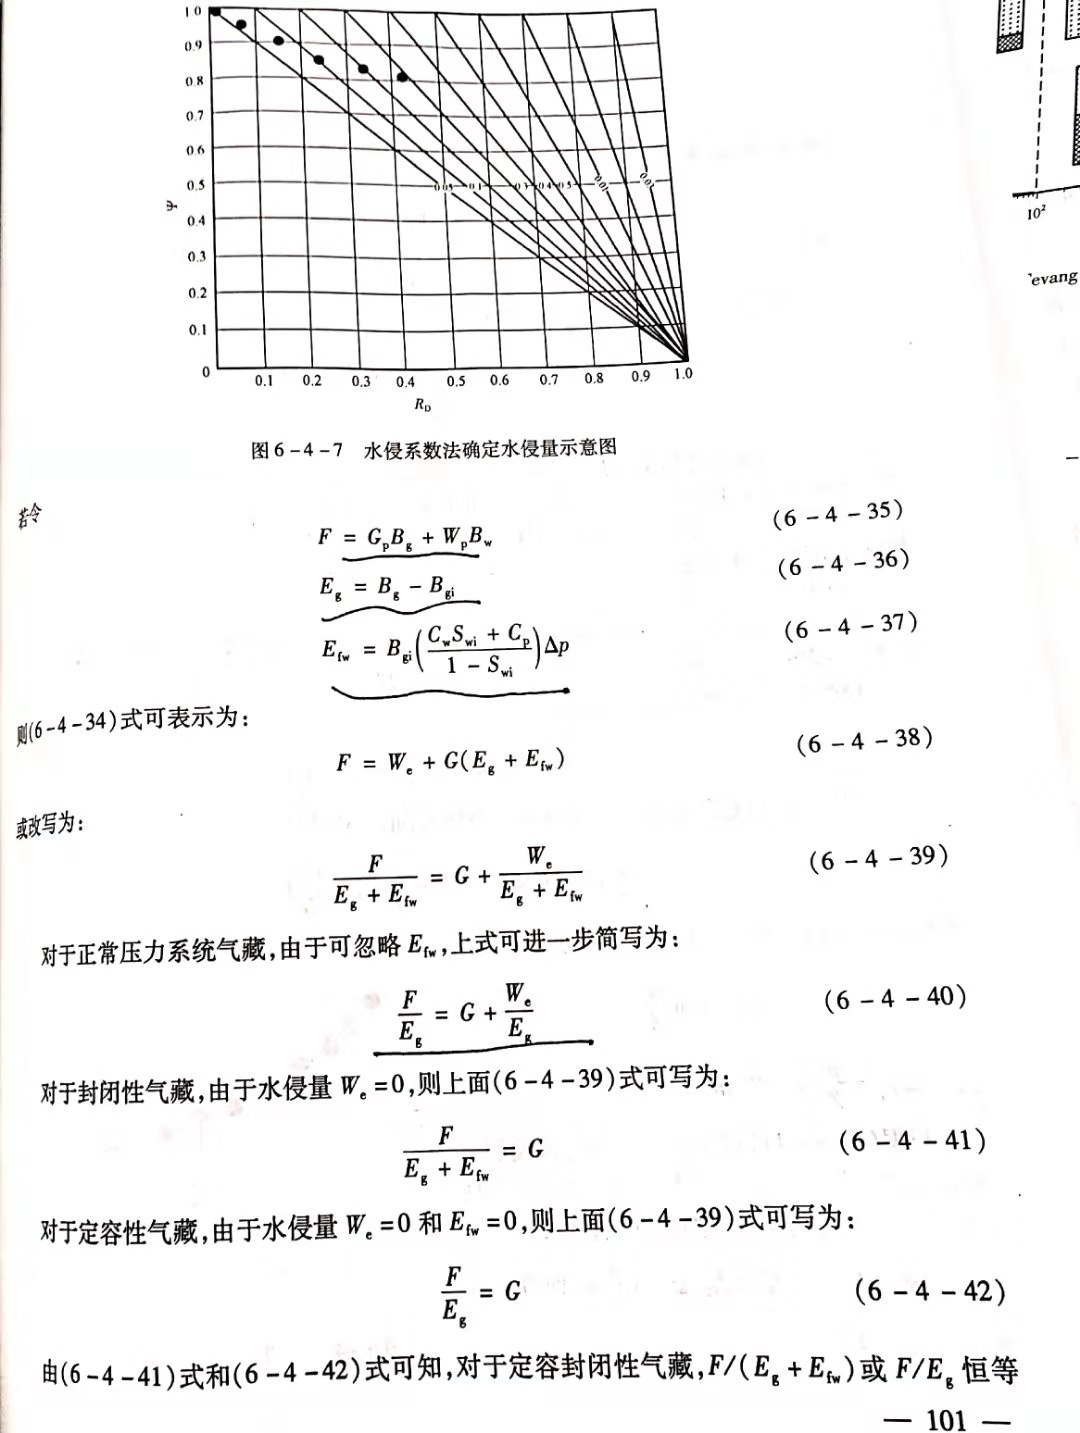 1 0
0.9
0.8
0.7
0.6
0.5
0.4
0.3
0.2
0.1
0
Ψ
0.05 0.1 0.3 0.4 0.5
0.1 0.2 0.3 0.4 0.5 0.6 0.7 0.8 0.9 1.0
R_D
图6-4-7 水侵系数法确定水侵量示意图
10²
evang
若令
F = G_pB_g + W_pB_w (6-4-35)
E_g = B_g - B_gi (6-4-36)
E_fw = B_gi((C_wS_wi + C_p)/(1 - S_wi))Δp (6-4-37)
则(6-4-34)式可表示为:
F = W_e + G(E_g + E_fw) (6-4-38)
或改写为:
F/(E_g + E_fw) = G + W_e/(E_g + E_fw) (6-4-39)
对于正常压力系统气藏,由于可忽略E_fw,上式可进一步简写为:
F/E_g = G + W_e/E_g (6-4-40)
对于封闭性气藏,由于水侵量W_e=0,则上面(6-4-39)式可写为:
F/(E_g + E_fw) = G (6-4-41)
对于定容性气藏,由于水侵量W_e=0和E_fw=0,则上面(6-4-39)式可写为:
F/E_g = G (6-4-42)
由(6-4-41)式和(6-4-42)式可知,对于定容封闭性气藏,F/(E_g+E_fw)或F/E_g恒等
— 101 —